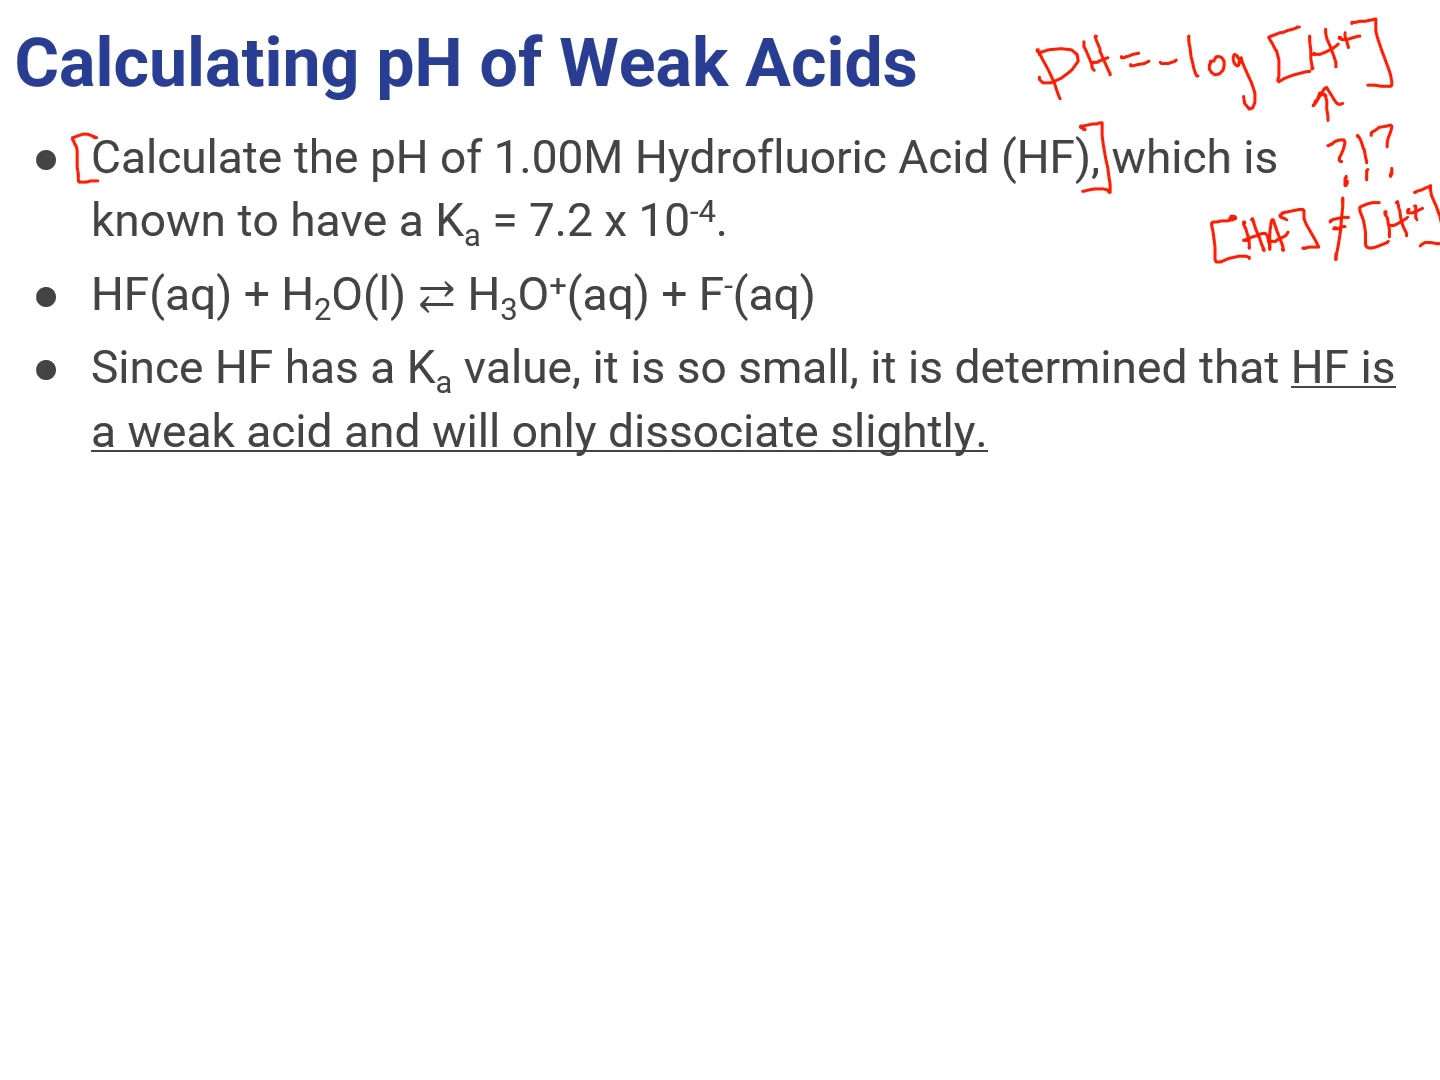 Calculating pH of Weak Acids
pH = -log [H⁺]
↑
?!?
[HA] ≠ [H⁺]
● [Calculate the pH of 1.00M Hydrofluoric Acid (HF),] which is
known to have a Kₐ = 7.2 x 10⁻⁴.
● HF(aq) + H₂O(l) ⇄ H₃O⁺(aq) + F⁻(aq)
● Since HF has a Kₐ value, it is so small, it is determined that HF is
a weak acid and will only dissociate slightly.